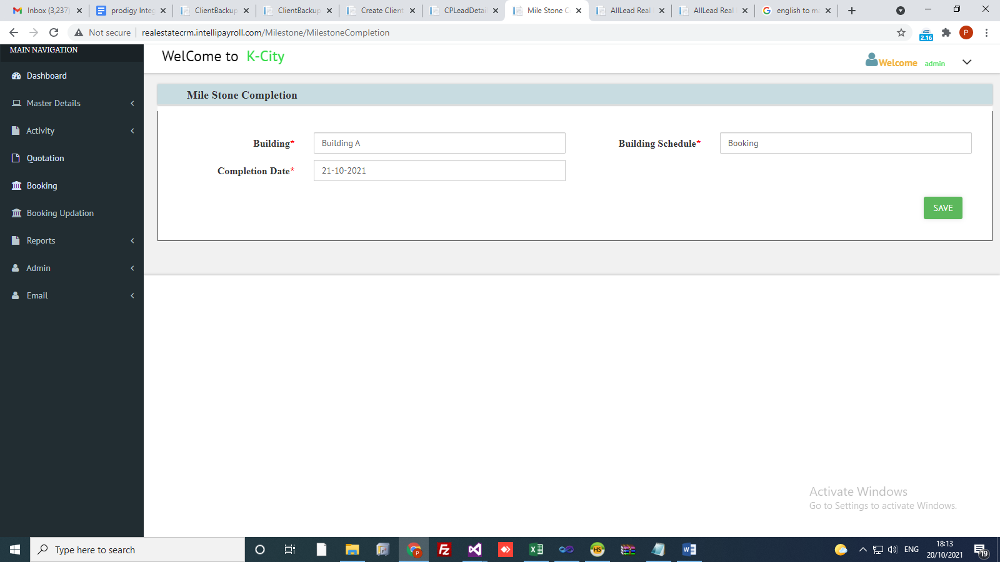 Inbox (3,237)
prodigy Integ
ClientBackup
ClientBackup
Create Client
CPLeadDetai
Mile Stone C
AllLead Real
AllLead Real
english to ma
Not secure
realestatecrm.intellipayroll.com/Milestone/MilestoneCompletion
2.16
P
MAIN NAVIGATION
Dashboard
Master Details
Activity
Quotation
Booking
Booking Updation
Reports
Admin
Email
WelCome to K-City
Welcome admin
Mile Stone Completion
Building*
Building A
Building Schedule*
Booking
Completion Date*
21-10-2021
SAVE
Activate Windows
Go to Settings to activate Windows.
Type here to search
P
HS
ENG
18:13
20/10/2021
19